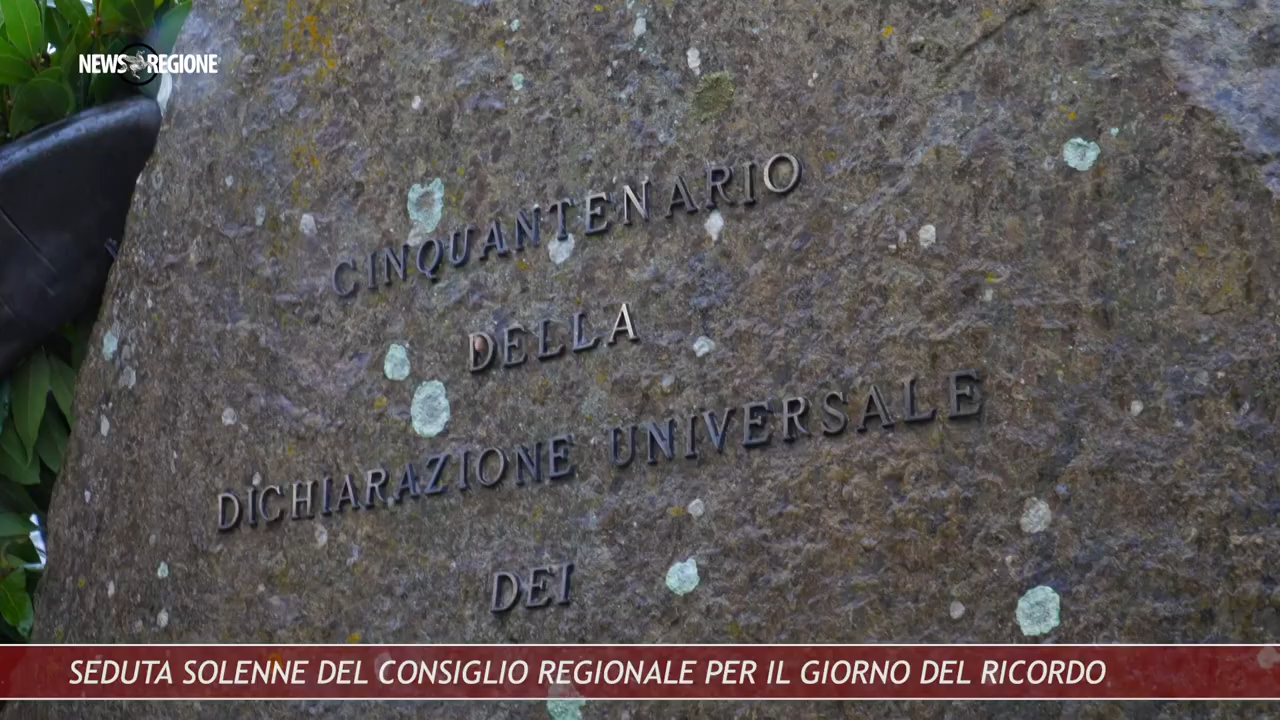 NEWS REGIONE
CINQUANTENARIO
DELLA
DICHIARAZIONE UNIVERSALE
DEI
SEDUTA SOLENNE DEL CONSIGLIO REGIONALE PER IL GIORNO DEL RICORDO